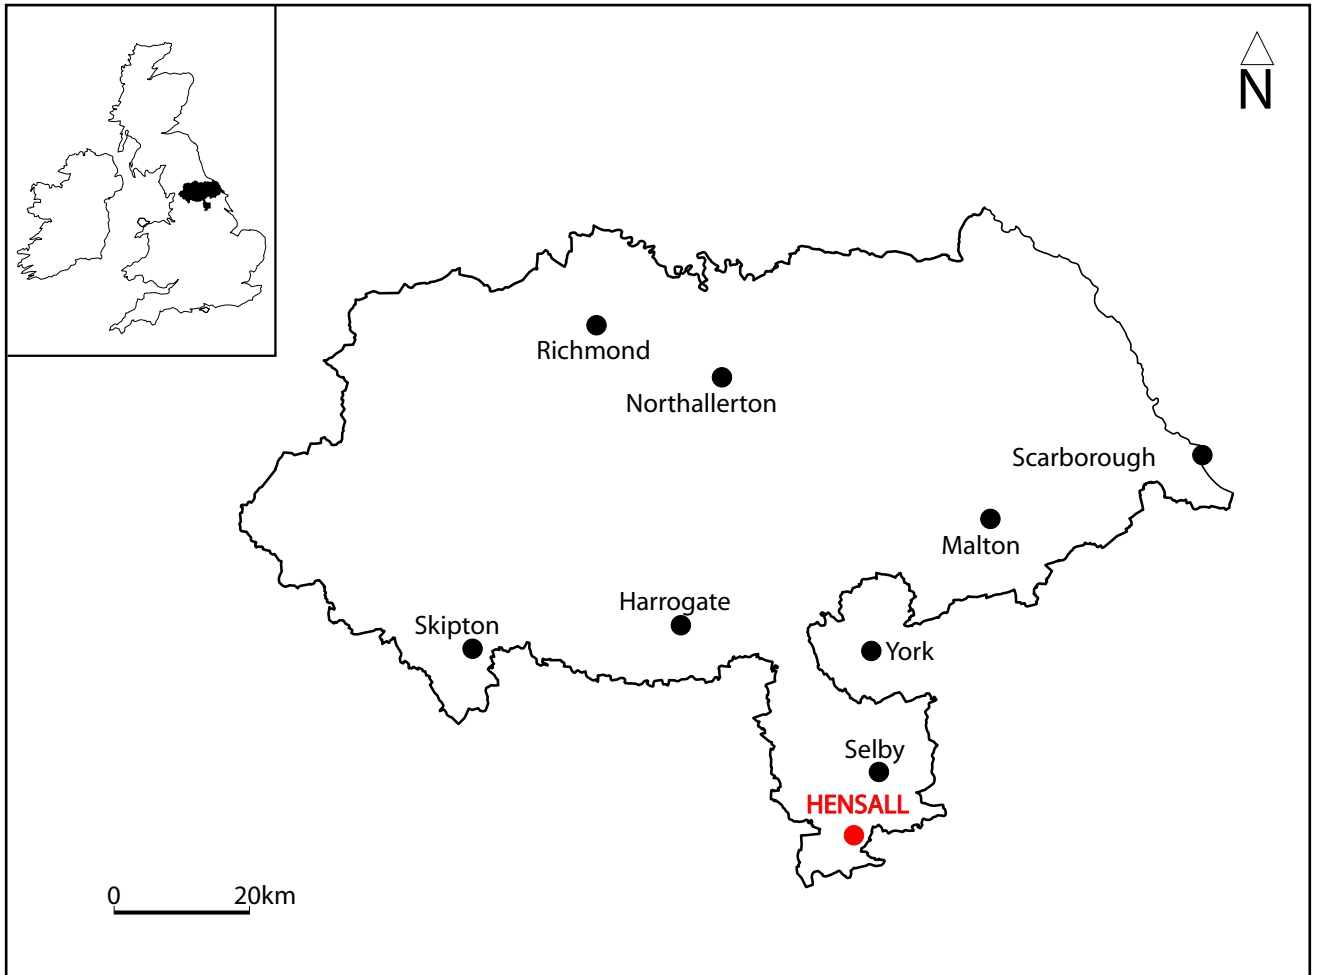 N
Richmond
Northallerton
Scarborough
Malton
Harrogate
Skipton
York
Selby
HENSALL
0 20km